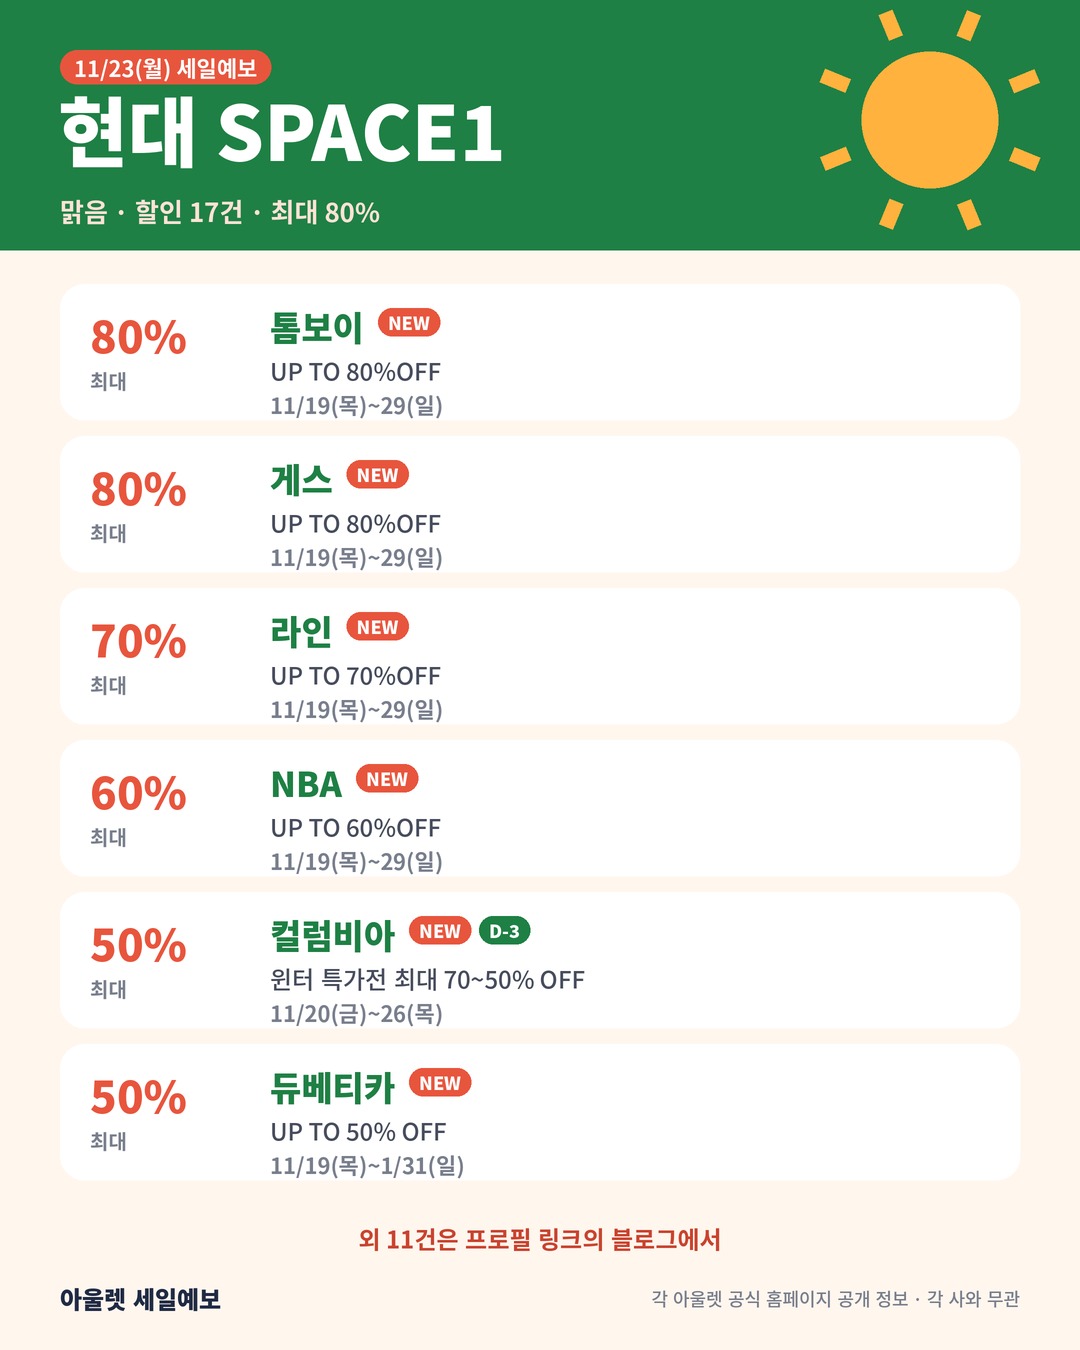 11/23(월) 세일예보
현대 SPACE1
맑음 · 할인 17건 · 최대 80%
80%
최대
톰보이 NEW
UP TO 80%OFF
11/19(목)~29(일)
80%
최대
게스 NEW
UP TO 80%OFF
11/19(목)~29(일)
70%
최대
라인 NEW
UP TO 70%OFF
11/19(목)~29(일)
60%
최대
NBA NEW
UP TO 60%OFF
11/19(목)~29(일)
50%
최대
컬럼비아 NEW D-3
윈터 특가전 최대 70~50% OFF
11/20(금)~26(목)
50%
최대
듀베티카 NEW
UP TO 50% OFF
11/19(목)~1/31(일)
외 11건은 프로필 링크의 블로그에서
아울렛 세일예보
각 아울렛 공식 홈페이지 공개 정보 · 각 사와 무관